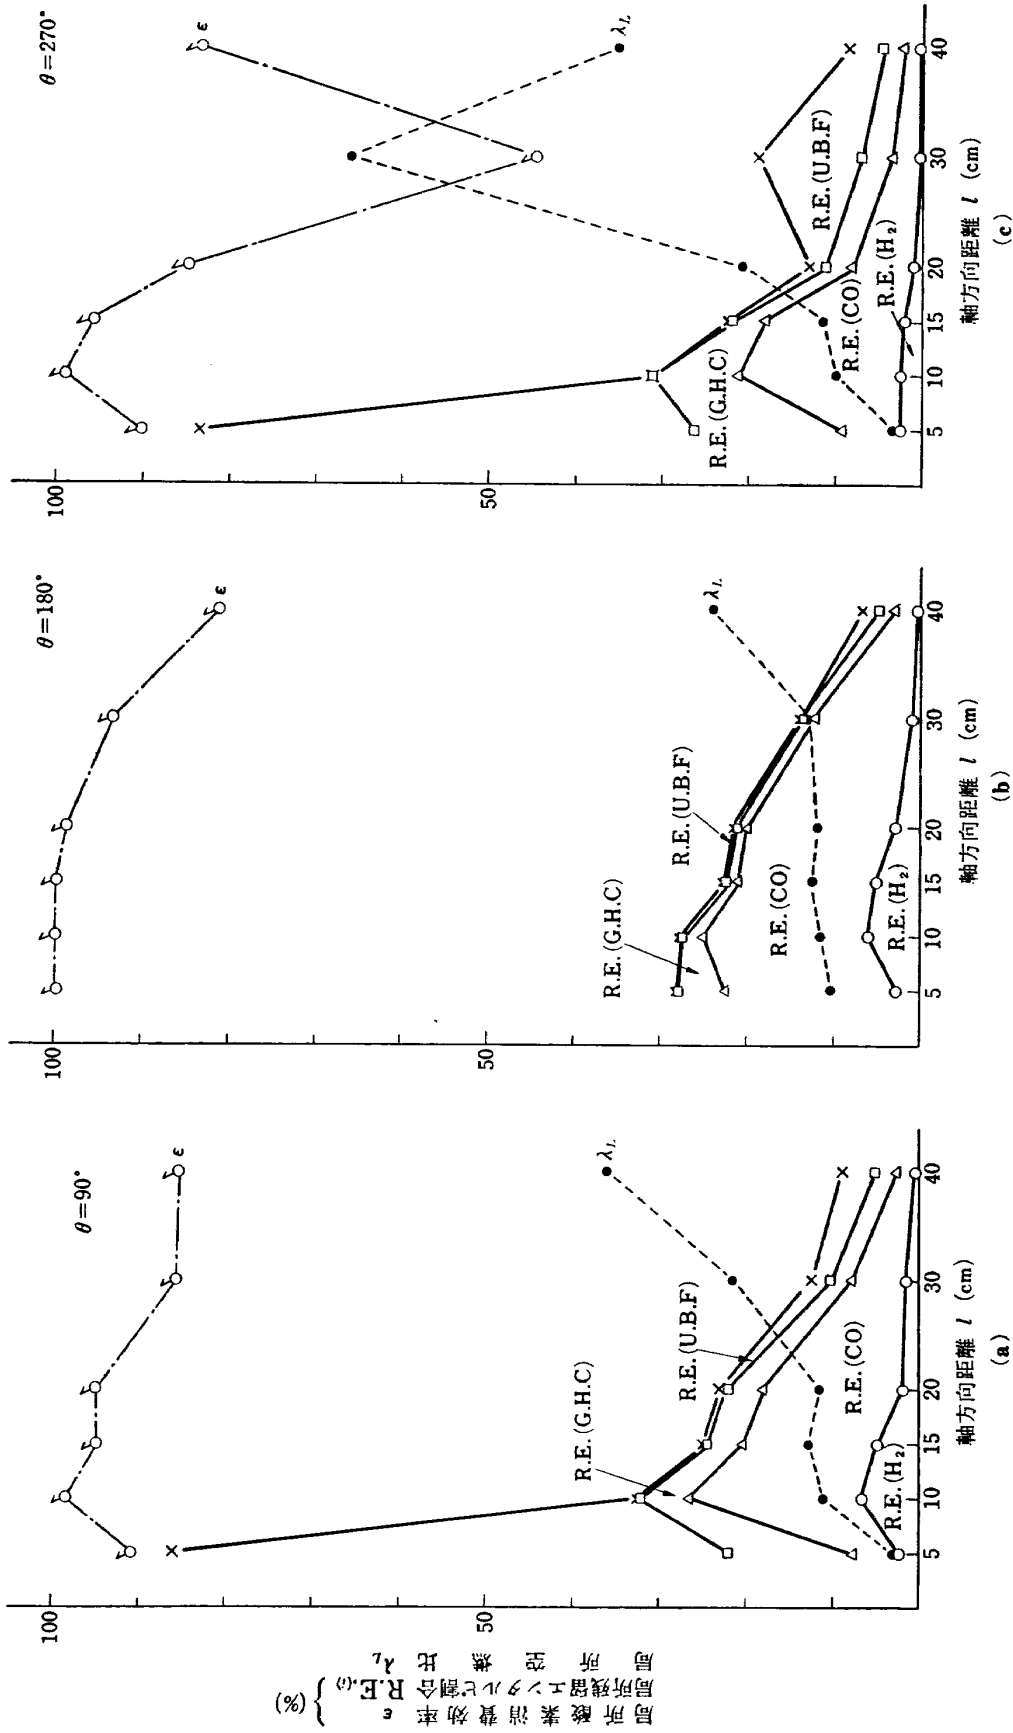 局所空燃比 λL
局所残留エンタルピ割合 R.E.(i)
局所酸素消費効率 ε
} (%)
θ=90°
100
50
ε
λL
R.E.(G.H.C)
R.E.(U.B.F)
R.E.(CO)
R.E.(H2)
5 10 15 20 30 40
軸方向距離 l (cm)
(a)
θ=180°
100
50
ε
λL
R.E.(G.H.C)
R.E.(U.B.F)
R.E.(CO)
R.E.(H2)
5 10 15 20 30 40
軸方向距離 l (cm)
(b)
θ=270°
100
50
ε
λL
R.E.(G.H.C)
R.E.(U.B.F)
R.E.(CO)
R.E.(H2)
5 10 15 20 30 40
軸方向距離 l (cm)
(c)